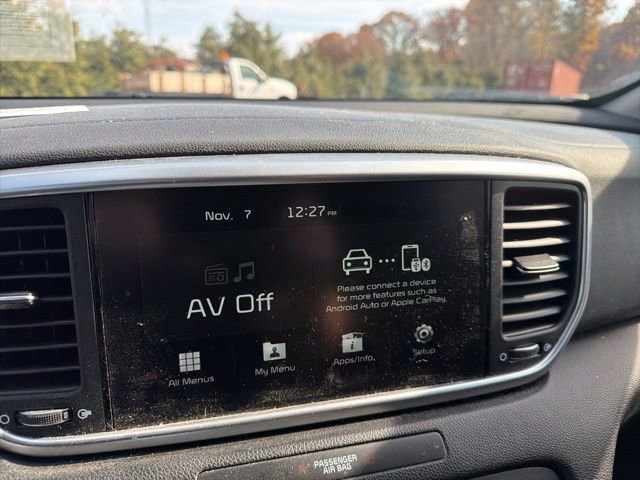 Nov. 7 12:27 PM
AV Off
Please connect a device
for more features such as
Android Auto or Apple CarPlay.
All Menus
My Menu
Apps/Info.
Setup
PASSENGER
AIR BAG